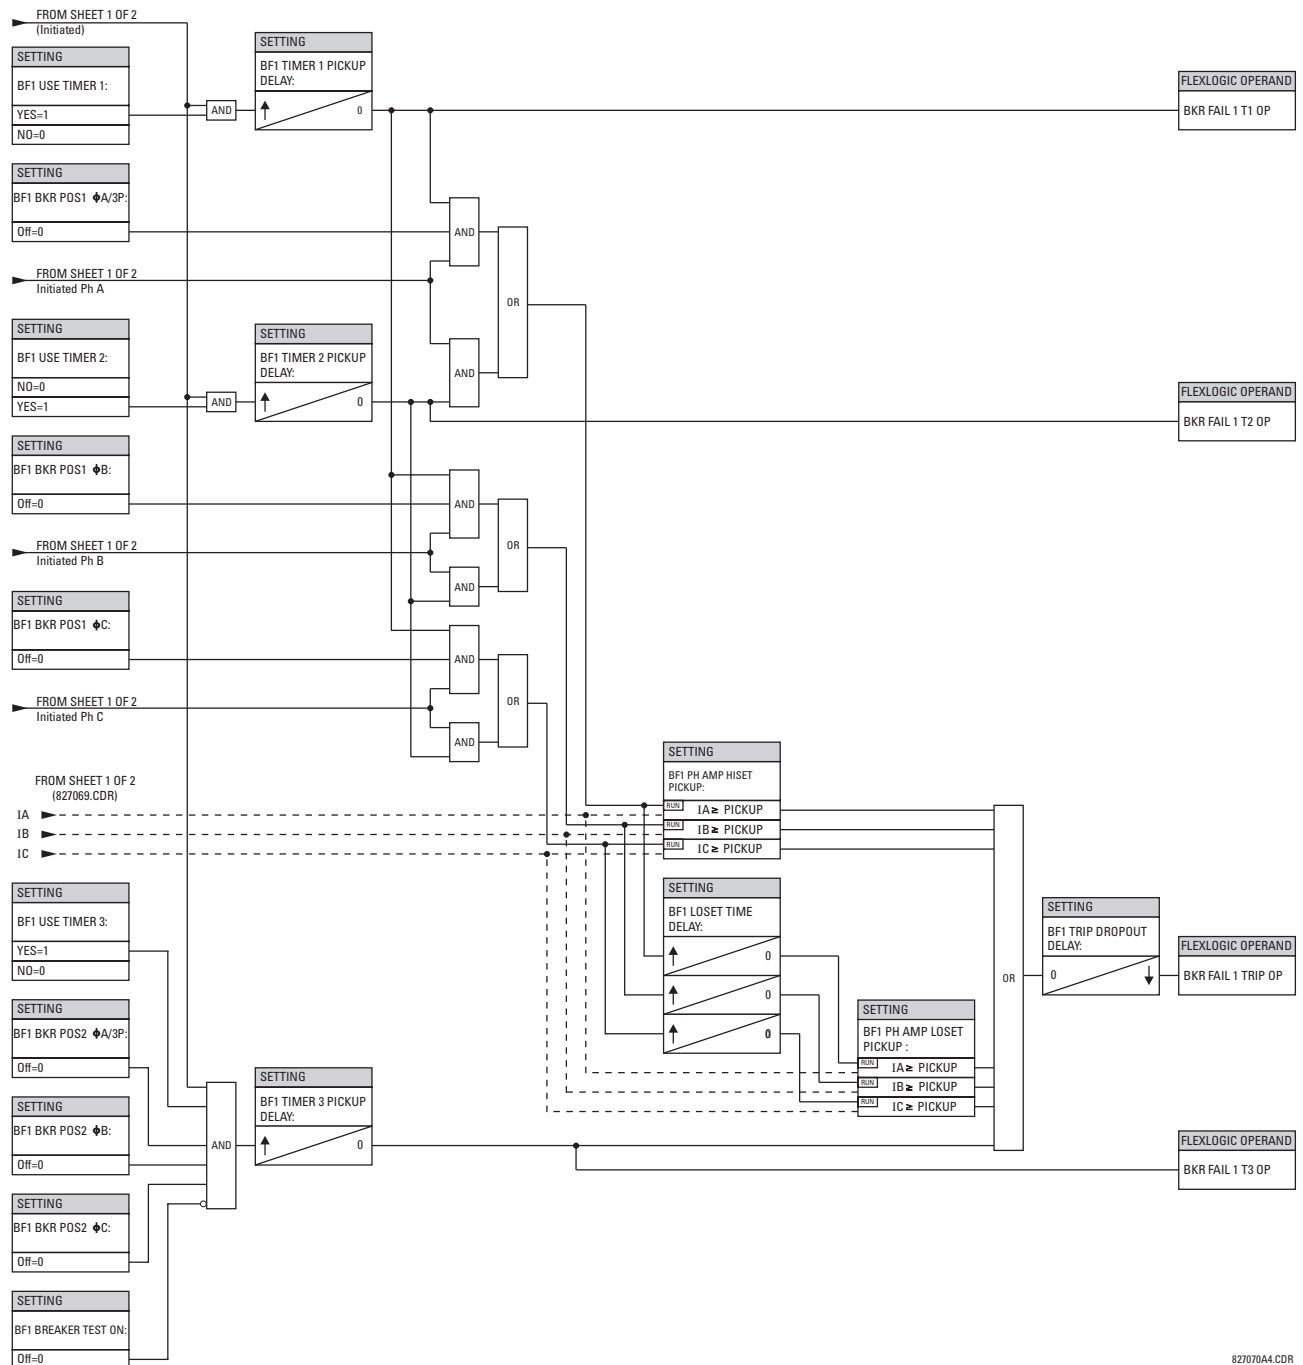 FROM SHEET 1 OF 2
(Initiated)
SETTING
BF1 USE TIMER 1:
YES=1
NO=0
SETTING
BF1 TIMER 1 PICKUP
DELAY:
0
AND
FLEXLOGIC OPERAND
BKR FAIL 1 T1 OP
SETTING
BF1 BKR POS1 ɸA/3P:
Off=0
AND
FROM SHEET 1 OF 2
Initiated Ph A
OR
SETTING
BF1 USE TIMER 2:
NO=0
YES=1
AND
SETTING
BF1 TIMER 2 PICKUP
DELAY:
0
AND
FLEXLOGIC OPERAND
BKR FAIL 1 T2 OP
SETTING
BF1 BKR POS1 ɸB:
Off=0
AND
FROM SHEET 1 OF 2
Initiated Ph B
OR
AND
SETTING
BF1 BKR POS1 ɸC:
Off=0
AND
FROM SHEET 1 OF 2
Initiated Ph C
OR
AND
FROM SHEET 1 OF 2
(827069.CDR)
IA
IB
IC
SETTING
BF1 PH AMP HISET
PICKUP:
RUN IA ≥ PICKUP
RUN IB ≥ PICKUP
RUN IC ≥ PICKUP
SETTING
BF1 USE TIMER 3:
YES=1
NO=0
SETTING
BF1 LOSET TIME
DELAY:
0
0
0
OR
SETTING
BF1 TRIP DROPOUT
DELAY:
0
FLEXLOGIC OPERAND
BKR FAIL 1 TRIP OP
SETTING
BF1 BKR POS2 ɸA/3P:
Off=0
SETTING
BF1 PH AMP LOSET
PICKUP :
RUN IA ≥ PICKUP
RUN IB ≥ PICKUP
RUN IC ≥ PICKUP
SETTING
BF1 BKR POS2 ɸB:
Off=0
AND
SETTING
BF1 TIMER 3 PICKUP
DELAY:
0
FLEXLOGIC OPERAND
BKR FAIL 1 T3 OP
SETTING
BF1 BKR POS2 ɸC:
Off=0
SETTING
BF1 BREAKER TEST ON:
Off=0
827070A4.CDR